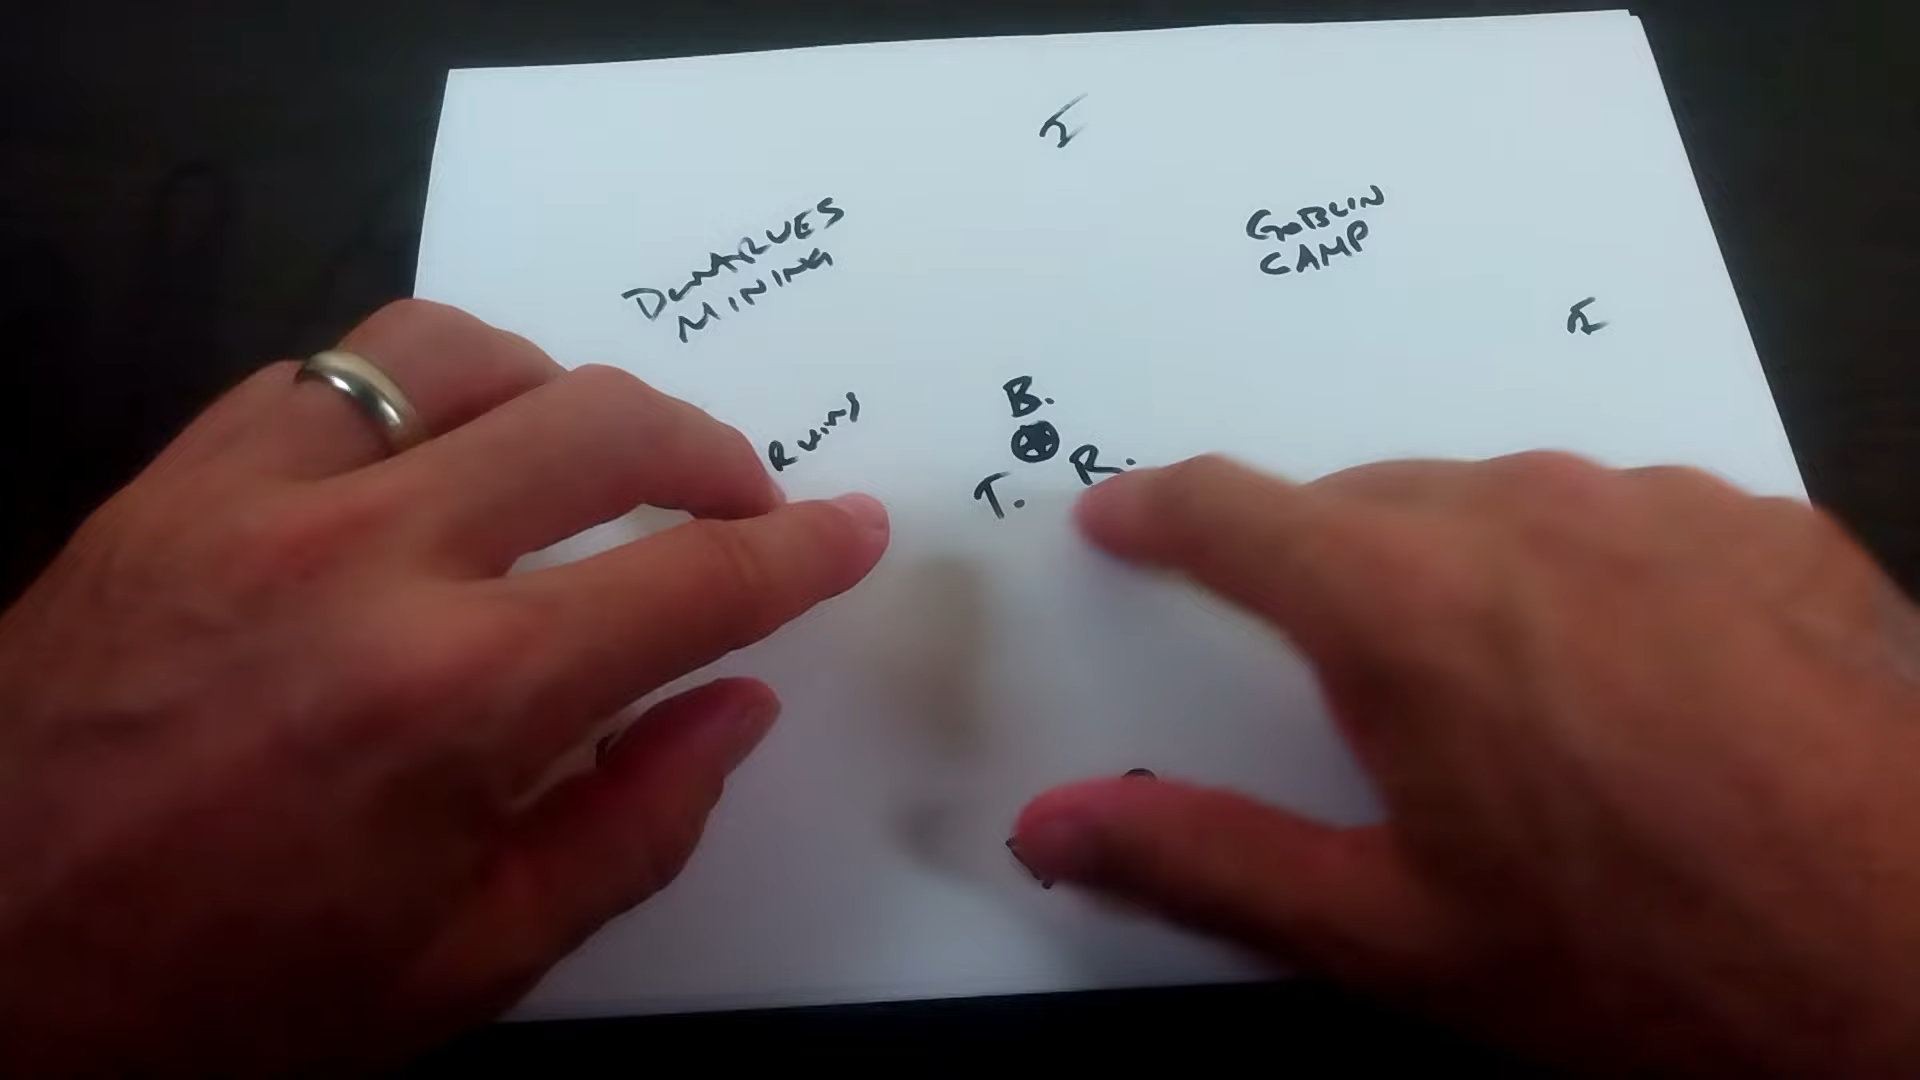 I
DWARVES
MINING
GOBLIN
CAMP
I
RUINS
B.
R.
T.